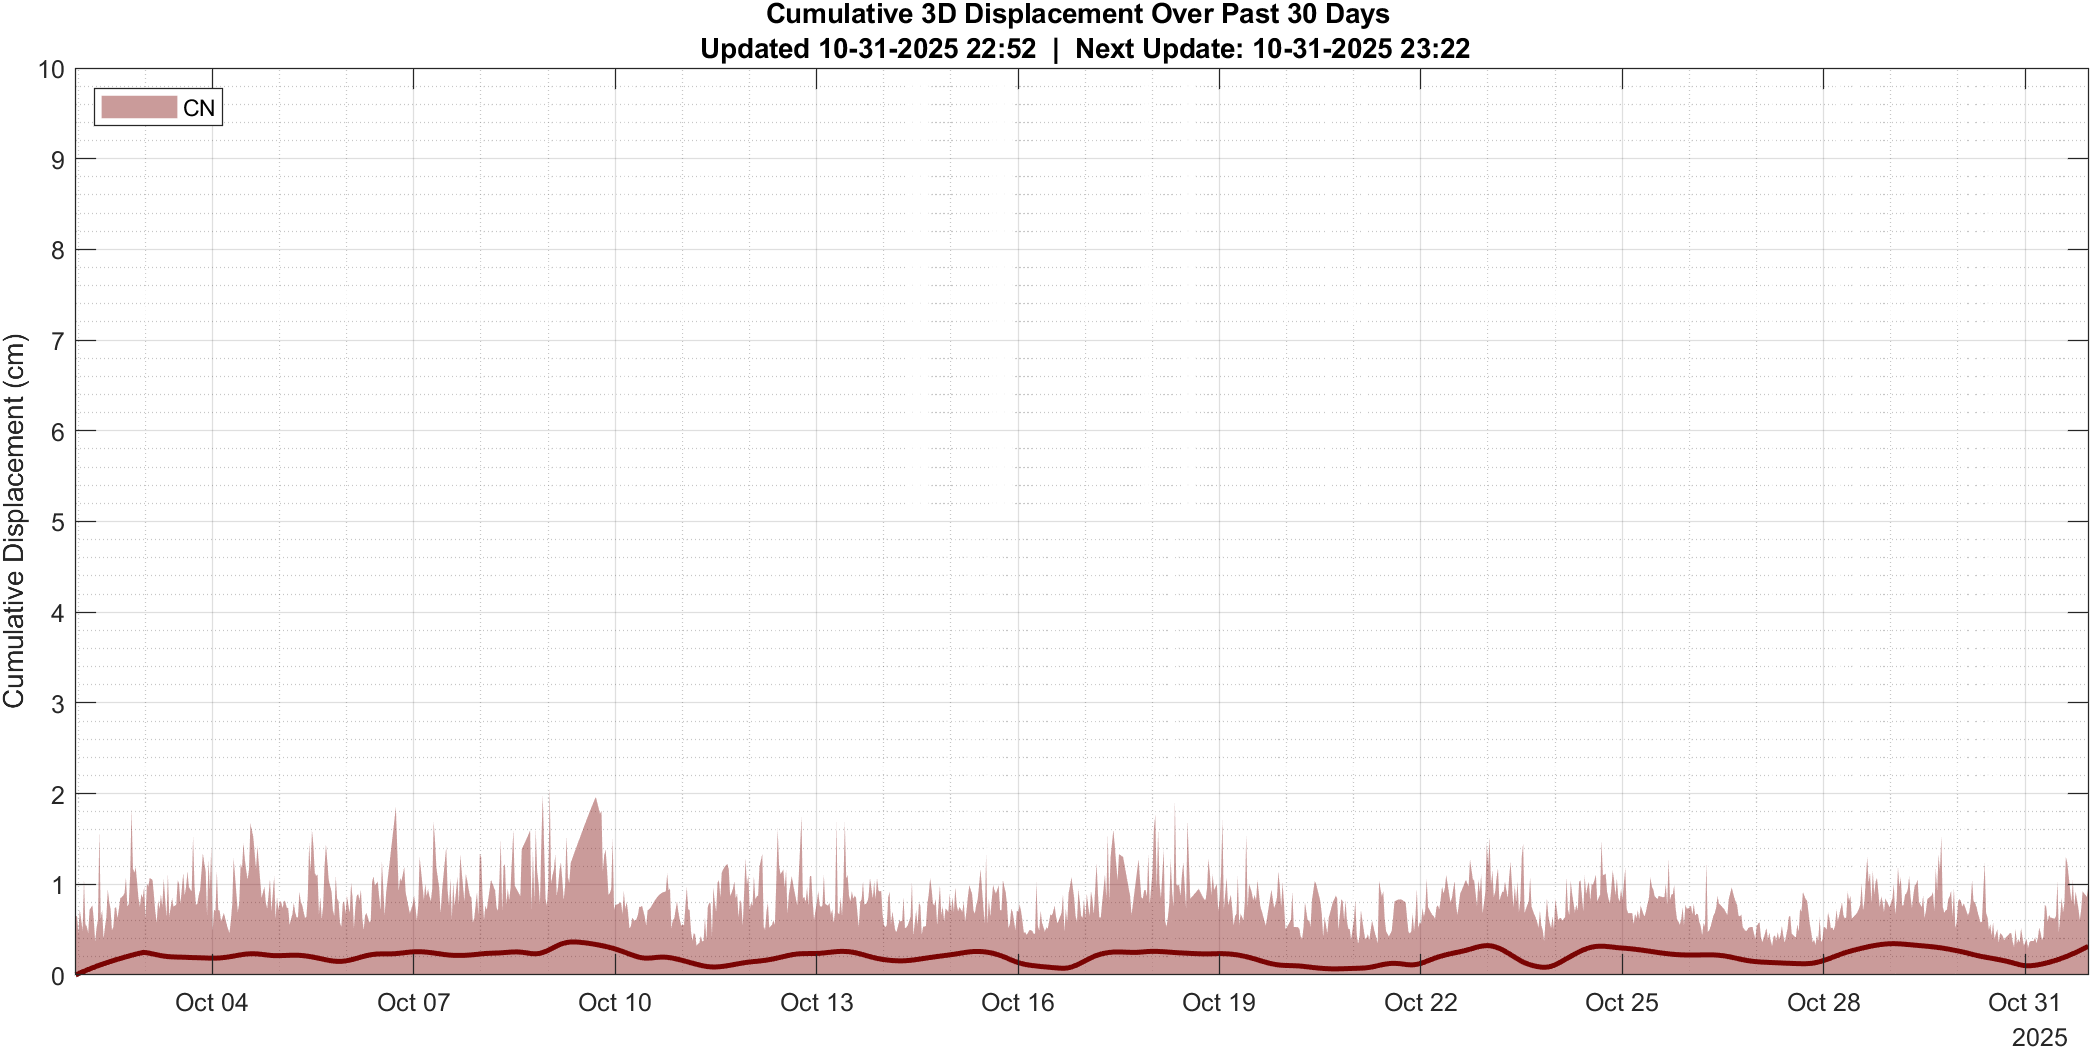 Cumulative 3D Displacement Over Past 30 Days
Updated 10-31-2025 22:52 | Next Update: 10-31-2025 23:22
CN
Cumulative Displacement (cm)
10
9
8
7
6
5
4
3
2
1
0
Oct 04
Oct 07
Oct 10
Oct 13
Oct 16
Oct 19
Oct 22
Oct 25
Oct 28
Oct 31
2025